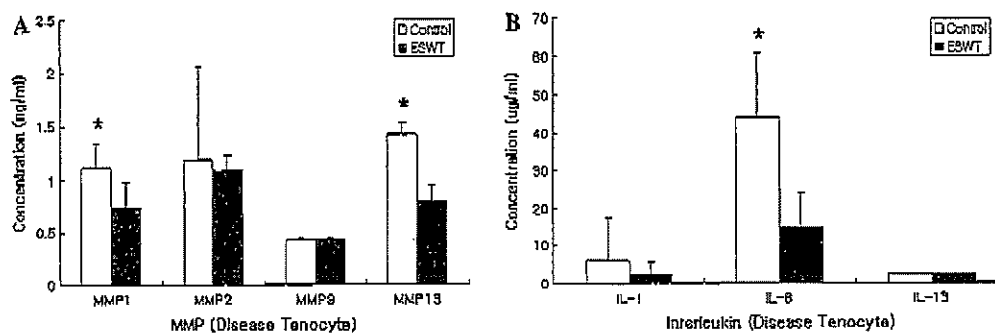 A
2.5
2
1.5
1
0.5
0
Concentration (ng/ml)
Control
ESWT
*
*
MMP1
MMP2
MMP9
MNP13
MMP (Disease Tenocyte)
B
70
60
50
40
30
20
10
0
Concentration (ug/ml)
Control
ESWT
*
IL-1
IL-6
IL-13
Interleukin (Disease Tenocyte)